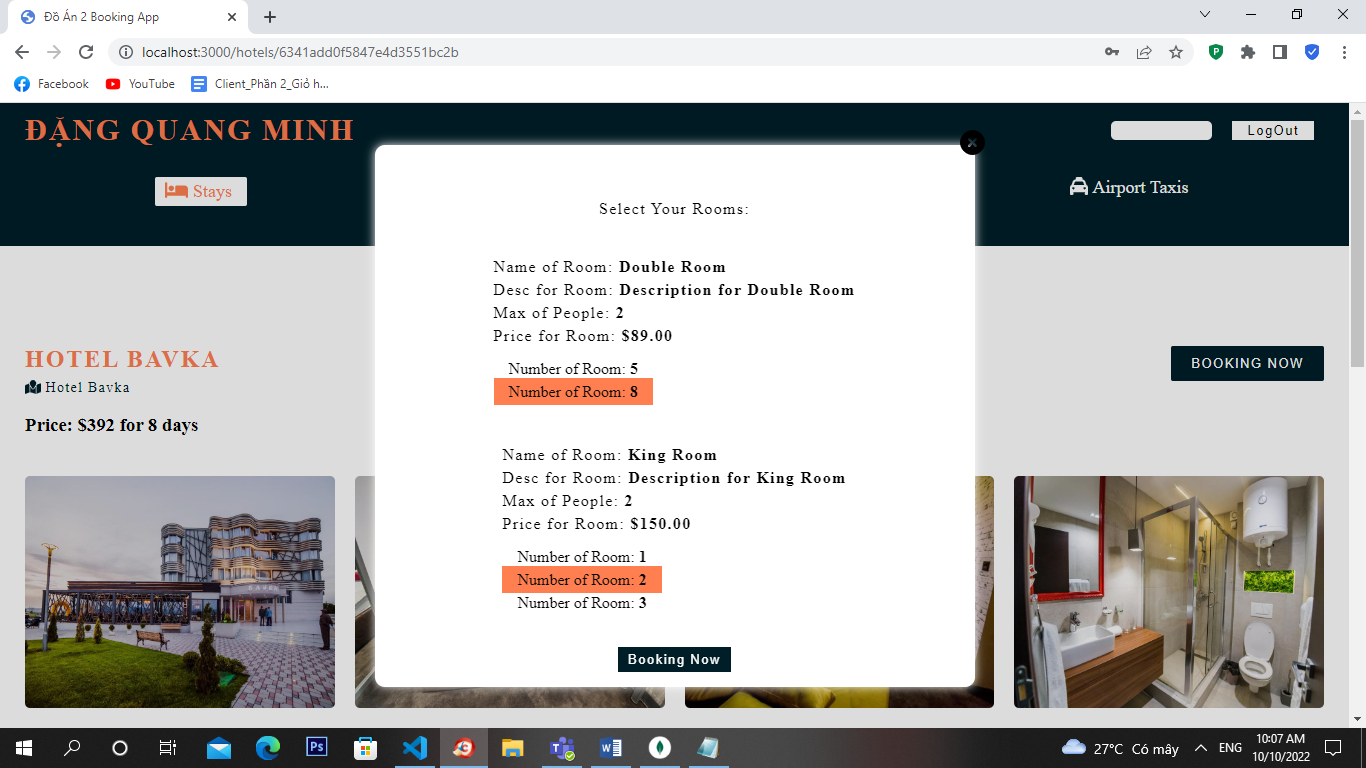 Đồ Án 2 Booking App
localhost:3000/hotels/6341add0f5847e4d3551bc2b
Facebook
YouTube
Client_Phần 2_Giỏ h...
ĐẶNG QUANG MINH
LogOut
Stays
Airport Taxis
Select Your Rooms:
Name of Room: Double Room
Desc for Room: Description for Double Room
Max of People: 2
Price for Room: $89.00
Number of Room: 5
Number of Room: 8
Name of Room: King Room
Desc for Room: Description for King Room
Max of People: 2
Price for Room: $150.00
Number of Room: 1
Number of Room: 2
Number of Room: 3
Booking Now
HOTEL BAVKA
Hotel Bavka
Price: $392 for 8 days
BOOKING NOW
Ps
27°C Có mây
ENG
10:07 AM
10/10/2022